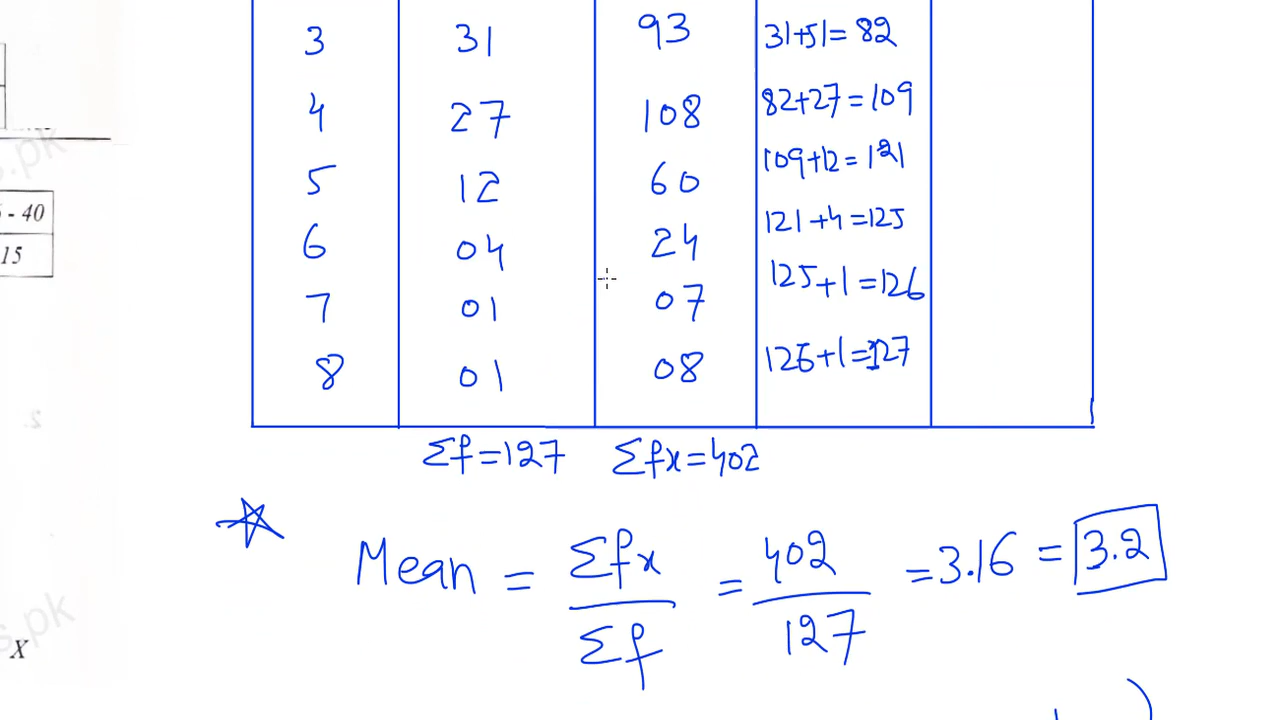 3 31 93 31+51= 82
4 27 108 82+27=109
s.pk
5 12 60 109+12= 121
- 40
6 04 24 121+4=125
15
7 01 07 125+1=126
8 01 08 126+1=127
Σf=127 Σfx=402
Mean = Σfx / Σf = 402 / 127 =3.16 = 3.2
s.pk
X